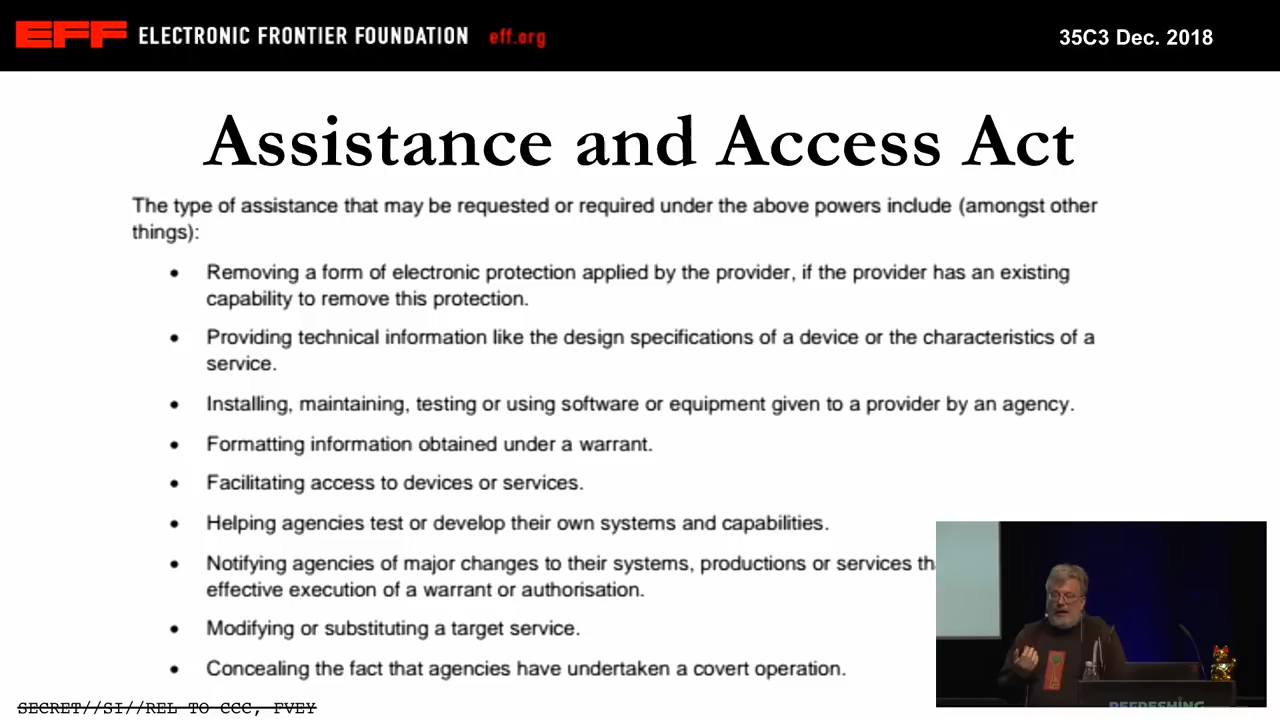 EFF ELECTRONIC FRONTIER FOUNDATION eff.org
35C3 Dec. 2018
Assistance and Access Act
The type of assistance that may be requested or required under the above powers include (amongst other
things):
• Removing a form of electronic protection applied by the provider, if the provider has an existing
capability to remove this protection.
• Providing technical information like the design specifications of a device or the characteristics of a
service.
• Installing, maintaining, testing or using software or equipment given to a provider by an agency.
• Formatting information obtained under a warrant.
• Facilitating access to devices or services.
• Helping agencies test or develop their own systems and capabilities.
• Notifying agencies of major changes to their systems, productions or services
effective execution of a warrant or authorisation.
• Modifying or substituting a target service.
• Concealing the fact that agencies have undertaken a covert operation.
SECRET//SI//REL TO CCC, FVEY
REFRESHING